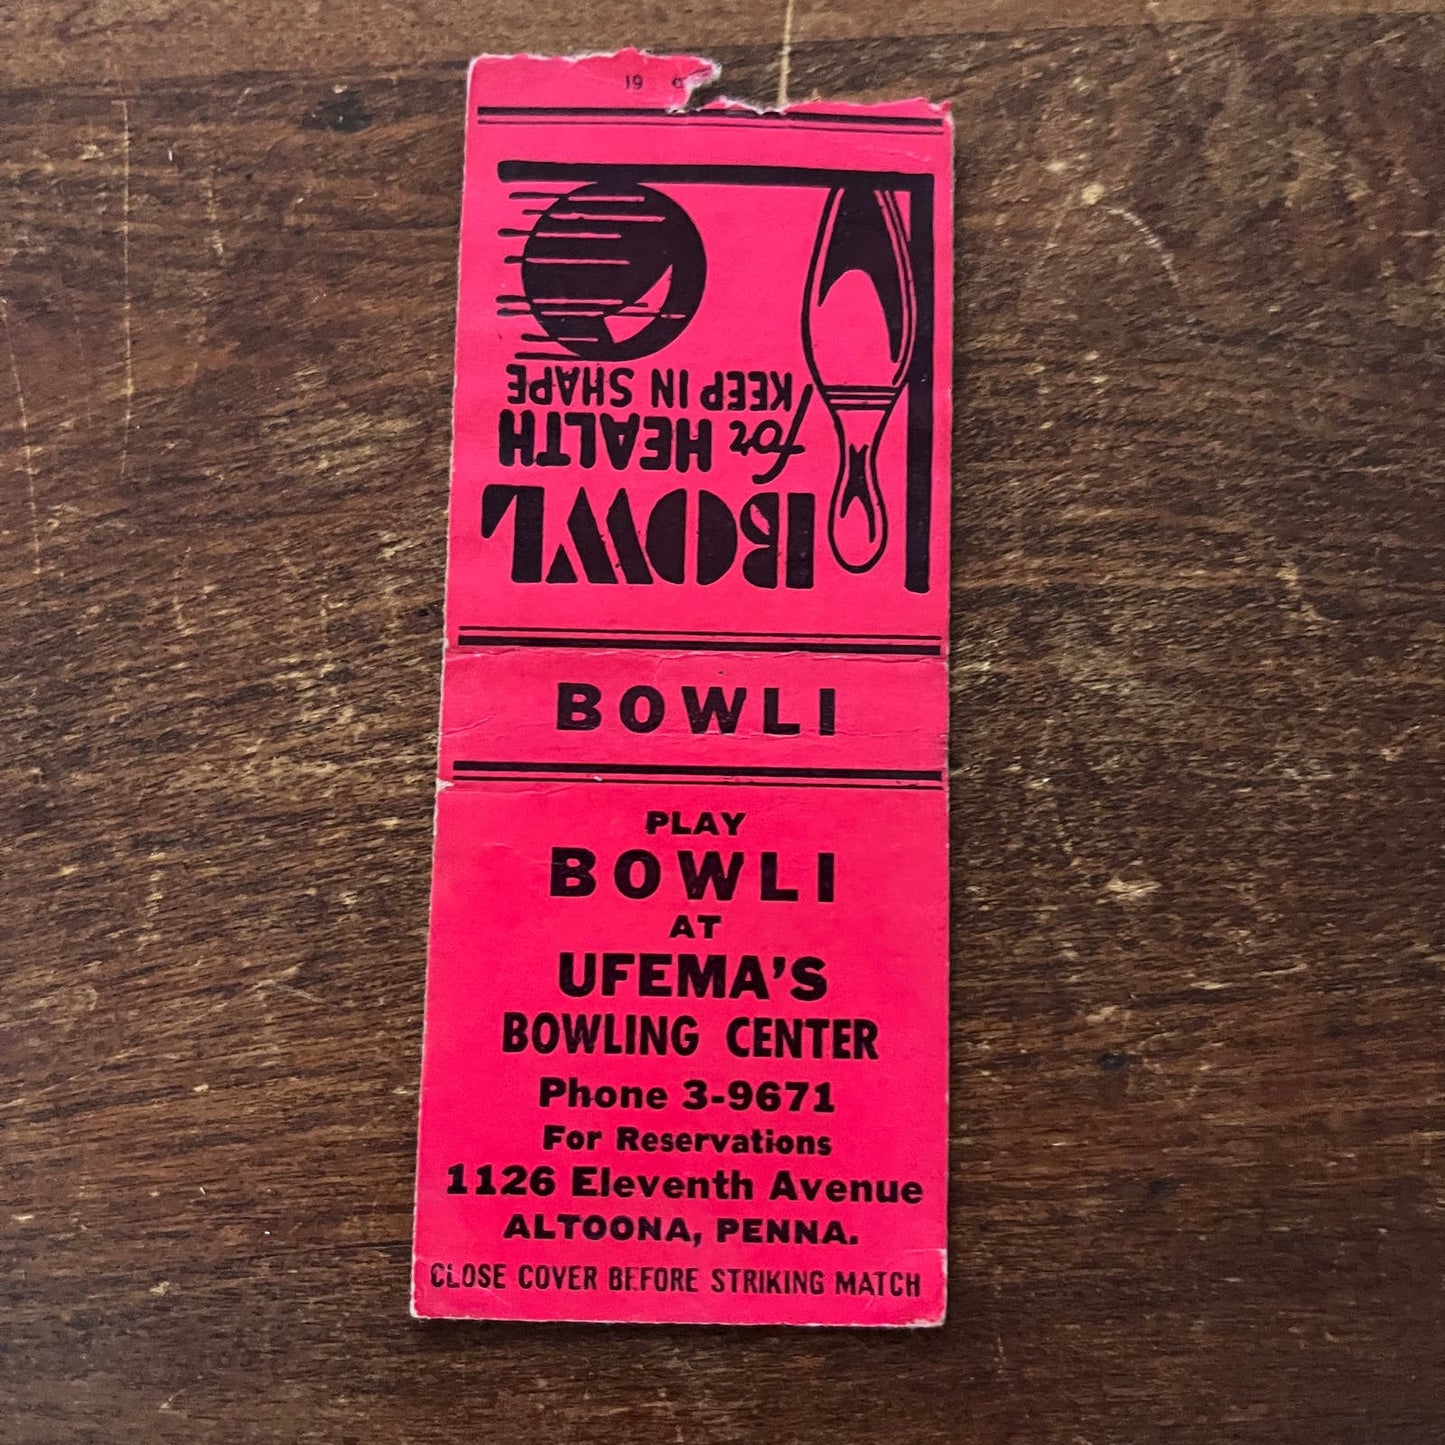 61
BOWL
for HEALTH
KEEP IN SHAPE
BOWLI
PLAY
BOWLI
AT
UFEMA'S
BOWLING CENTER
Phone 3-9671
For Reservations
1126 Eleventh Avenue
ALTOONA, PENNA.
CLOSE COVER BEFORE STRIKING MATCH